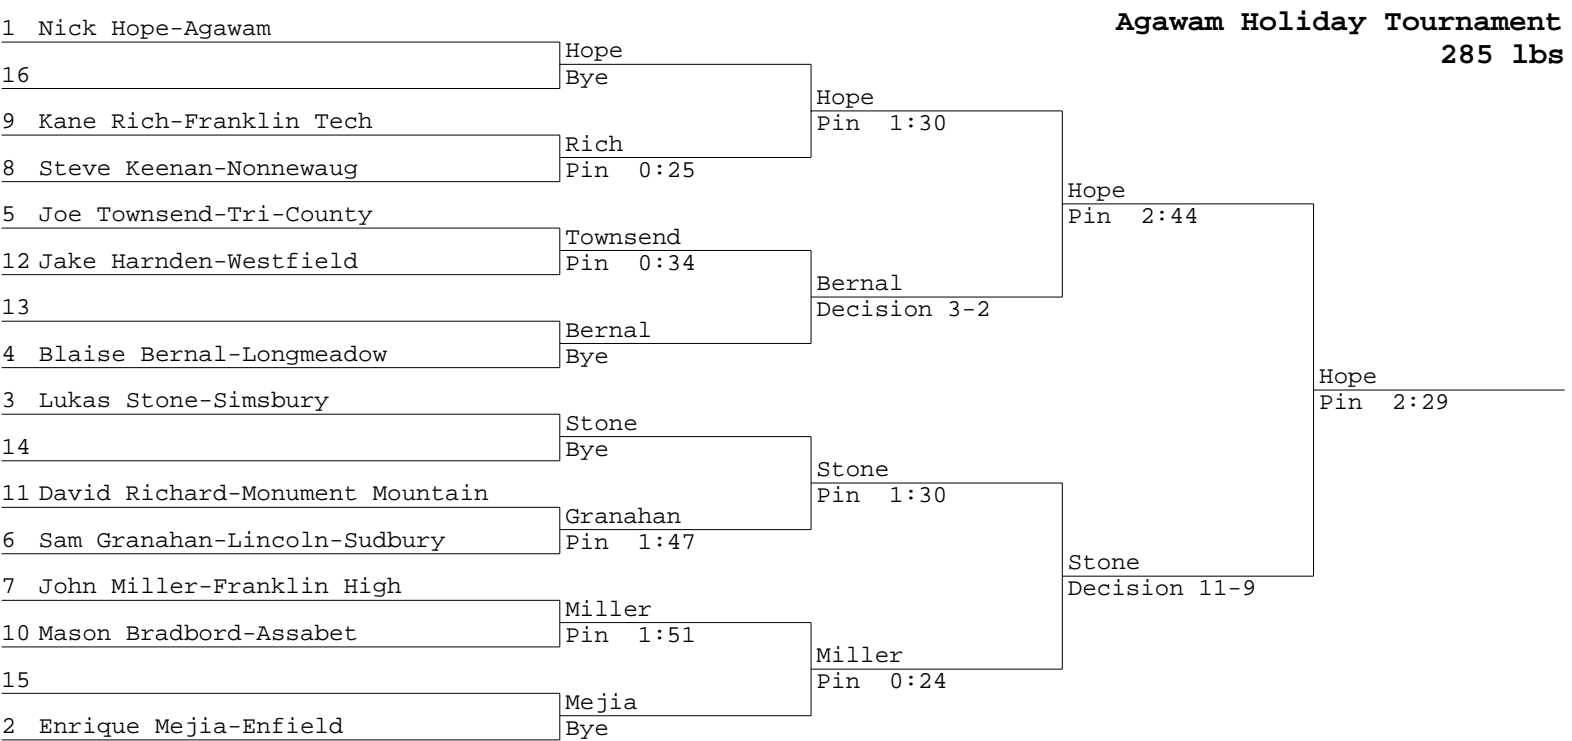 Agawam Holiday Tournament
285 lbs
1 Nick Hope-Agawam
16
9 Kane Rich-Franklin Tech
8 Steve Keenan-Nonnewaug
5 Joe Townsend-Tri-County
12 Jake Harnden-Westfield
13
4 Blaise Bernal-Longmeadow
3 Lukas Stone-Simsbury
14
11 David Richard-Monument Mountain
6 Sam Granahan-Lincoln-Sudbury
7 John Miller-Franklin High
10 Mason Bradbord-Assabet
15
2 Enrique Mejia-Enfield
Hope
Bye
Rich
Pin 0:25
Townsend
Pin 0:34
Bernal
Bye
Stone
Bye
Granahan
Pin 1:47
Miller
Pin 1:51
Mejia
Bye
Hope
Pin 1:30
Bernal
Decision 3-2
Stone
Pin 1:30
Miller
Pin 0:24
Hope
Pin 2:44
Stone
Decision 11-9
Hope
Pin 2:29